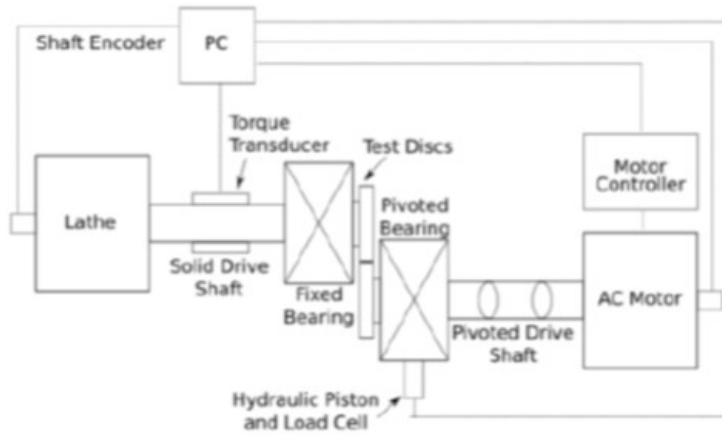 Shaft Encoder
PC
Torque
Transducer
Test Discs
Motor
Controller
Pivoted
Bearing
Lathe
Solid Drive
Shaft
Fixed
Bearing
AC Motor
Pivoted Drive
Shaft
Hydraulic Piston
and Load Cell